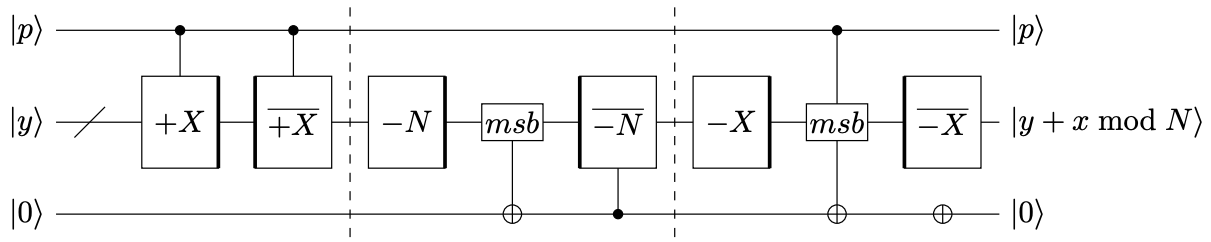 |p⟩ |p⟩
|y⟩ +X +X̅ −N msb −̅N̅ −X msb −̅X̅ |y + x mod N⟩
|0⟩ |0⟩